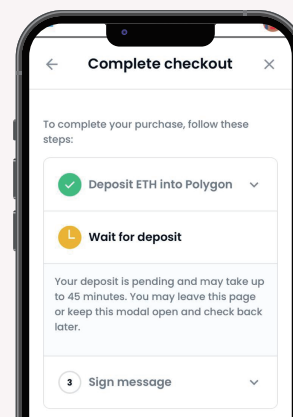 Complete checkout
To complete your purchase, follow these
steps:
Deposit ETH into Polygon
Wait for deposit
Your deposit is pending and may take up
to 45 minutes. You may leave this page
or keep this modal open and check back
later.
3 Sign message